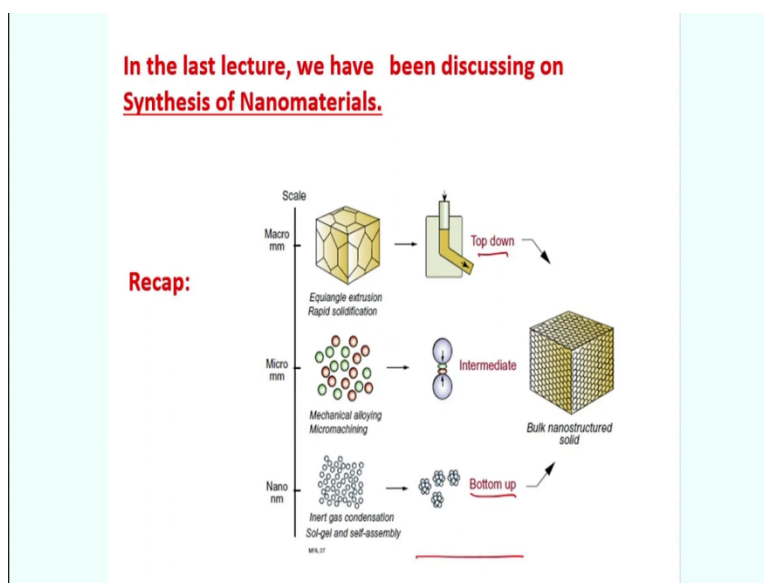 In the last lecture, we have been discussing on
Synthesis of Nanomaterials.
Recap:
Scale
Macro
mm
Top down
Equiangle extrusion
Rapid solidification
Micro
mm
Intermediate
Mechanical alloying
Micromachining
Bulk nanostructured
solid
Nano
nm
Bottom up
Inert gas condensation
Sol-gel and self-assembly